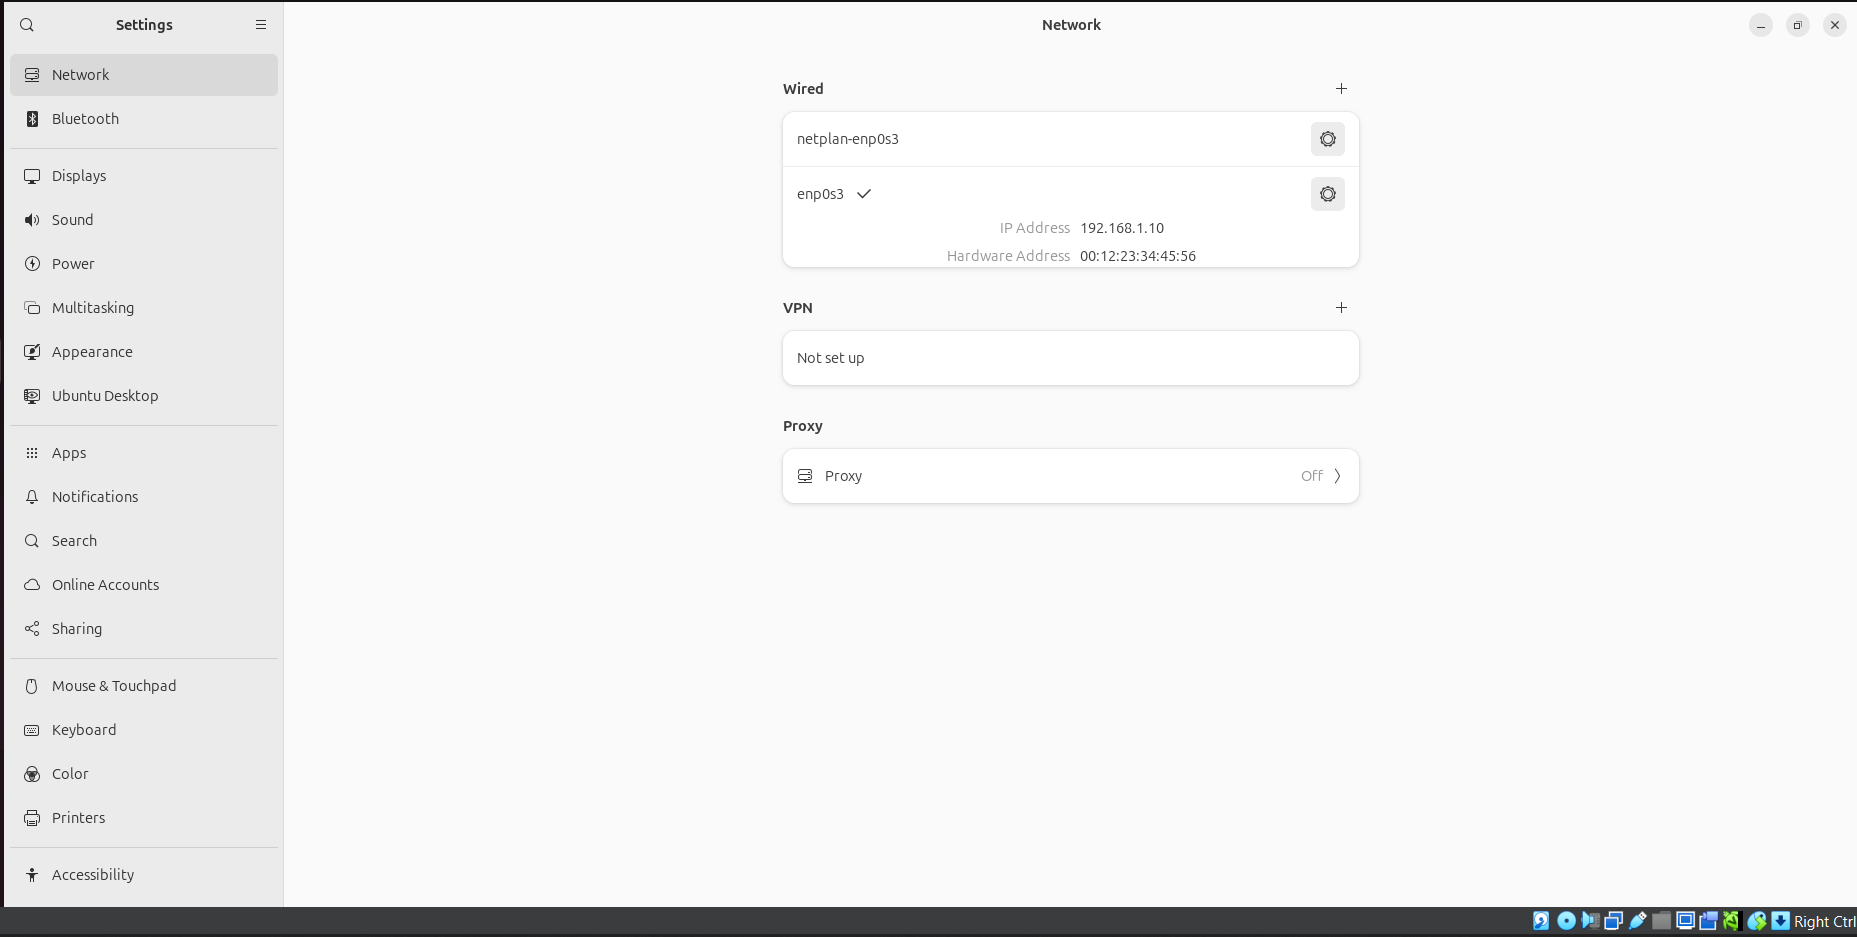 Settings
Network
Bluetooth
Displays
Sound
Power
Multitasking
Appearance
Ubuntu Desktop
Apps
Notifications
Search
Online Accounts
Sharing
Mouse & Touchpad
Keyboard
Color
Printers
Accessibility
Network
Wired
netplan-enp0s3
enp0s3
IP Address 192.168.1.10
Hardware Address 00:12:23:34:45:56
VPN
Not set up
Proxy
Proxy Off
Right Ctrl